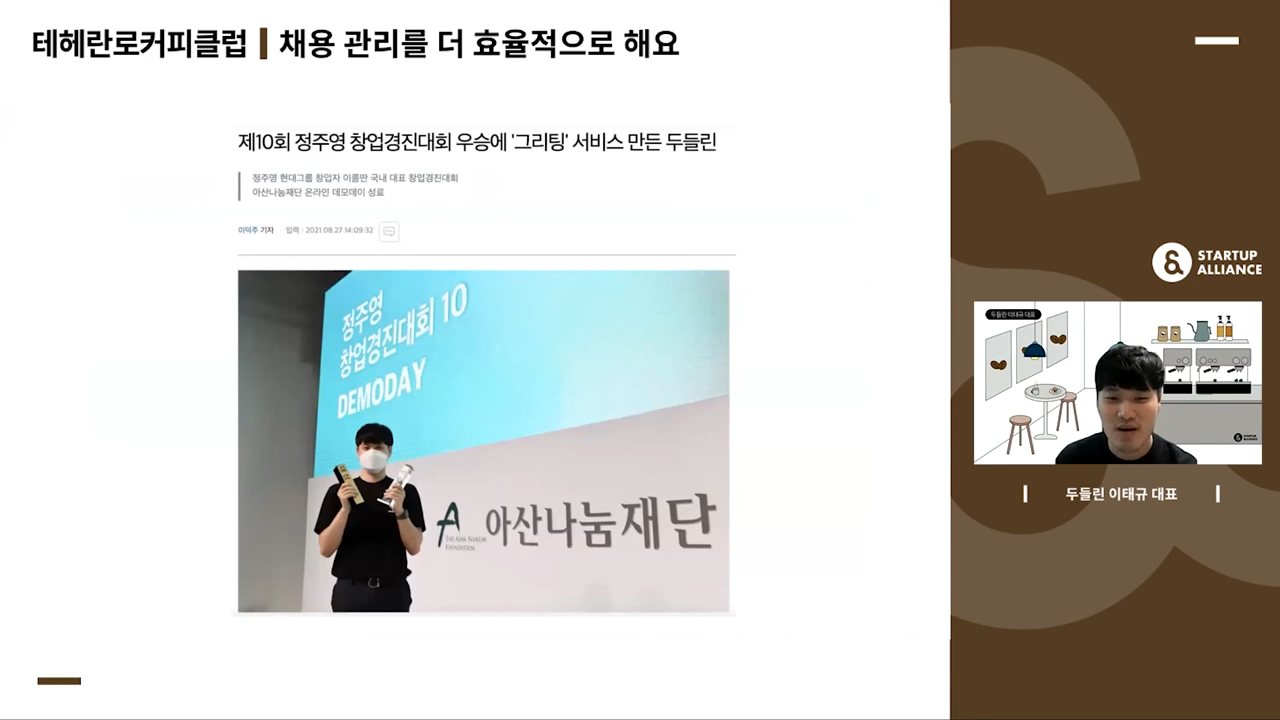 테헤란로커피클럽 | 채용 관리를 더 효율적으로 해요
제10회 정주영 창업경진대회 우승에 '그리팅' 서비스 만든 두들린
정주영 현대그룹 창업자 이름딴 국내 대표 창업경진대회
아산나눔재단 온라인 데모데이 성료
이덕주 기자 입력 : 2021.08.27 14:09:32
정주영
창업경진대회 10
DEMODAY
THE ASAN NANUM
FOUNDATION
아산나눔재단
STARTUP
ALLIANCE
두들린 이태규 대표
STARTUP
ALLIANCE
두들린 이태규 대표